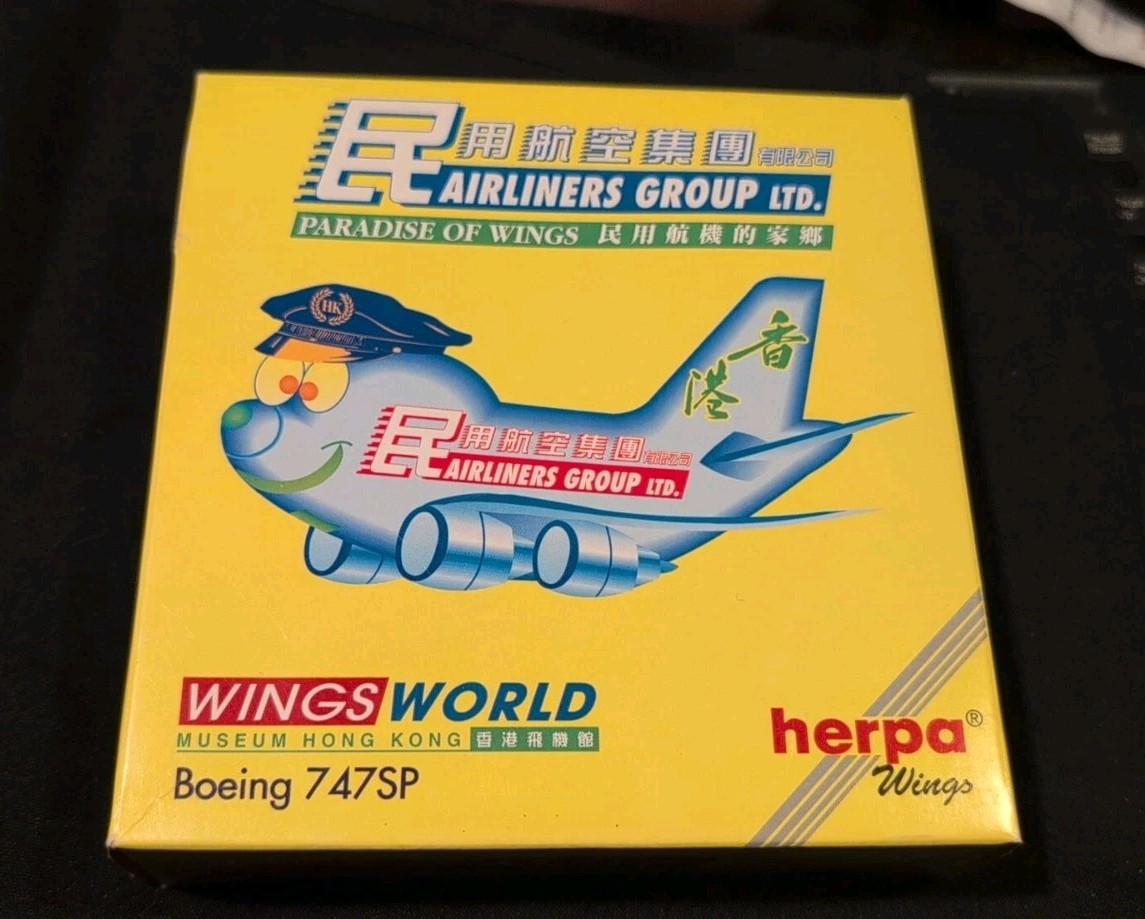 民用航空集團有限公司
AIRLINERS GROUP LTD.
PARADISE OF WINGS 民用航機的家鄉
HK
香港
民用航空集團有限公司
AIRLINERS GROUP LTD.
WINGS WORLD
MUSEUM HONG KONG 香港飛機館
Boeing 747SP
herpa®
Wings